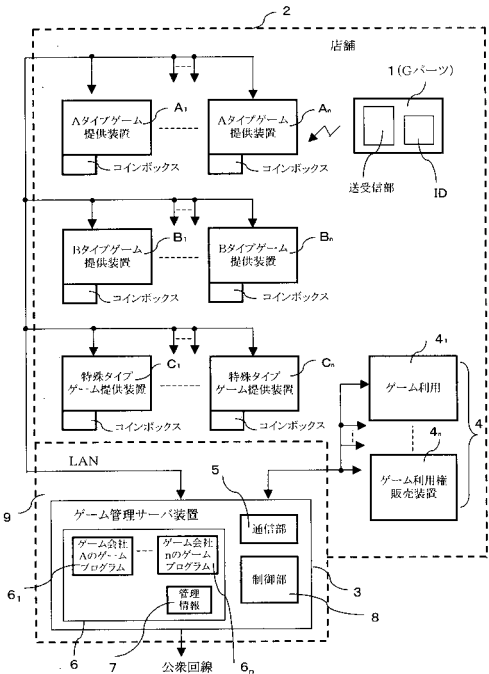 2
店舗
1(Gパーツ)
A1
Aタイプゲーム
提供装置
コインボックス
An
Aタイプゲーム
提供装置
コインボックス
送受信部
ID
B1
Bタイプゲーム
提供装置
コインボックス
Bn
Bタイプゲーム
提供装置
コインボックス
C1
特殊タイプ
ゲーム提供装置
コインボックス
Cn
特殊タイプ
ゲーム提供装置
コインボックス
41
ゲーム利用
4
4n
ゲーム利用権
販売装置
LAN
9
ゲーム管理サーバ装置
5
通信部
ゲーム会社
Aのゲーム
プログラム
ゲーム会社
nのゲーム
プログラム
制御部
3
61
管理
情報
6
7
6n
8
公衆回線